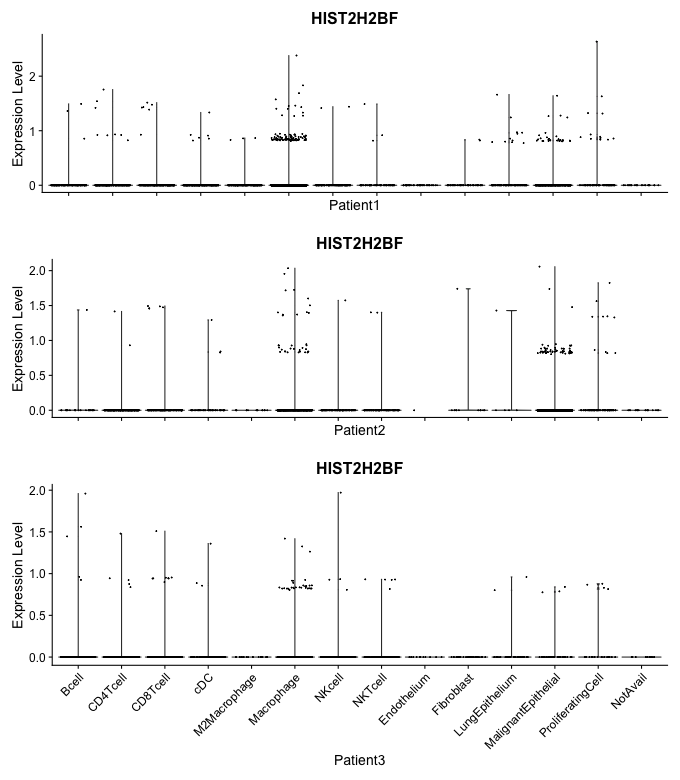 HIST2H2BF
Expression Level
2
1
0
Patient1
HIST2H2BF
Expression Level
2.0
1.5
1.0
0.5
0.0
Patient2
HIST2H2BF
Expression Level
2.0
1.5
1.0
0.5
0.0
Bcell
CD4Tcell
CD8Tcell
cDC
M2Macrophage
Macrophage
NKcell
NKTcell
Endothelium
Fibroblast
LungEpithelium
MalignantEpithelial
ProliferatingCell
NotAvail
Patient3